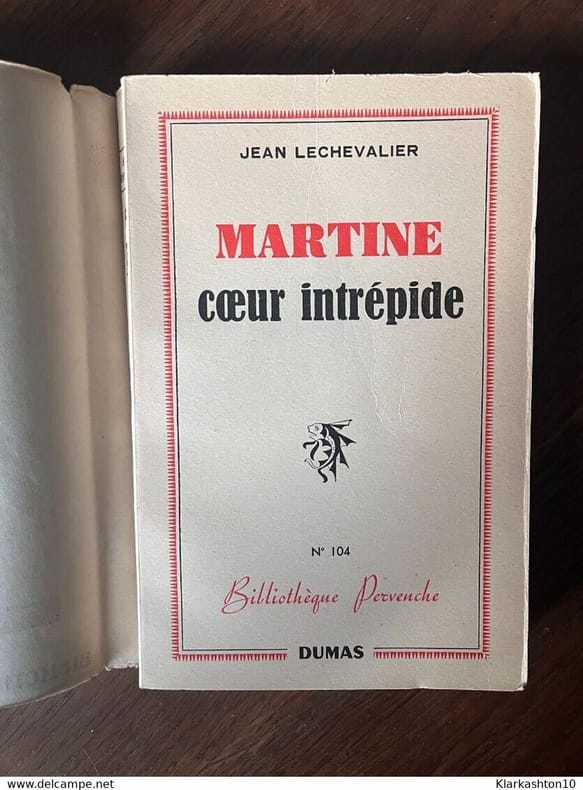 JEAN LECHEVALIER
MARTINE
cœur intrépide
N° 104
Bibliothèque Pervenche
DUMAS
www.delcampe.net
Klarkashton10